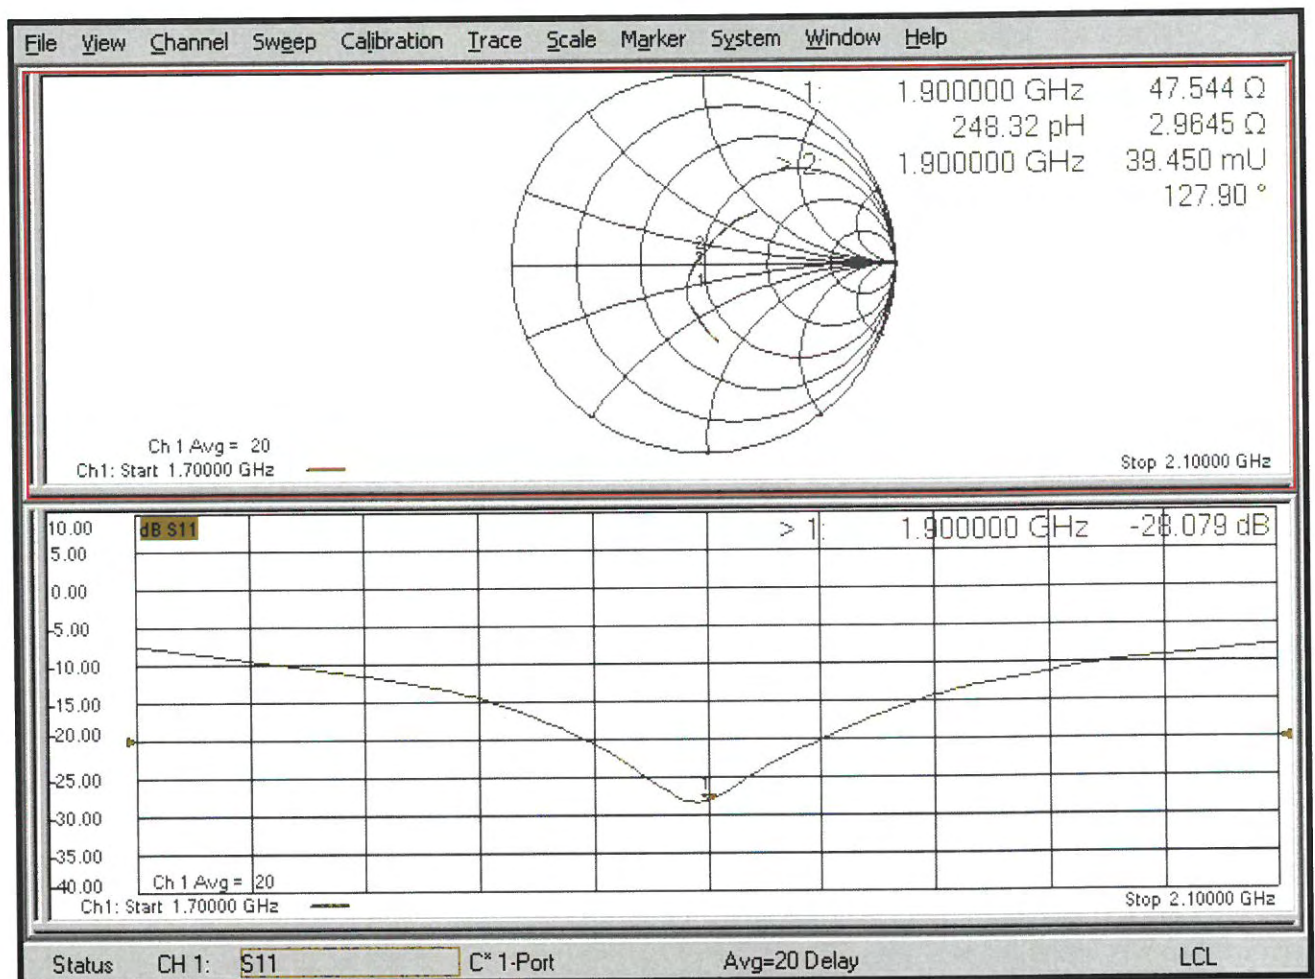 File View Channel Sweep Calibration Trace Scale Marker System Window Help
1: 1.900000 GHz 47.544 Ω
248.32 pH 2.9645 Ω
> 2: 1.900000 GHz 39.450 mU
127.90 °
2
1
Ch 1 Avg = 20
Ch1: Start 1.70000 GHz
Stop 2.10000 GHz
10.00
dB S11
> 1: 1.900000 GHz -28.079 dB
5.00
0.00
-5.00
-10.00
-15.00
-20.00
-25.00
1
-30.00
-35.00
-40.00
Ch 1 Avg = 20
Ch1: Start 1.70000 GHz
Stop 2.10000 GHz
Status CH 1: S11 C* 1-Port Avg=20 Delay LCL